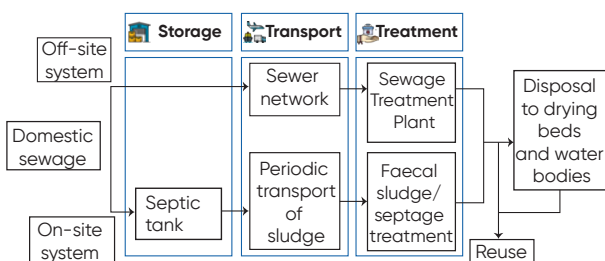 Storage
Transport
Treatment
Off-site
system
Sewer
network
Sewage
Treatment
Plant
Disposal
to drying
beds
and water
bodies
Domestic
sewage
Septic
tank
Periodic
transport
of
sludge
Faecal
sludge/
septage
treatment
On-site
system
Reuse